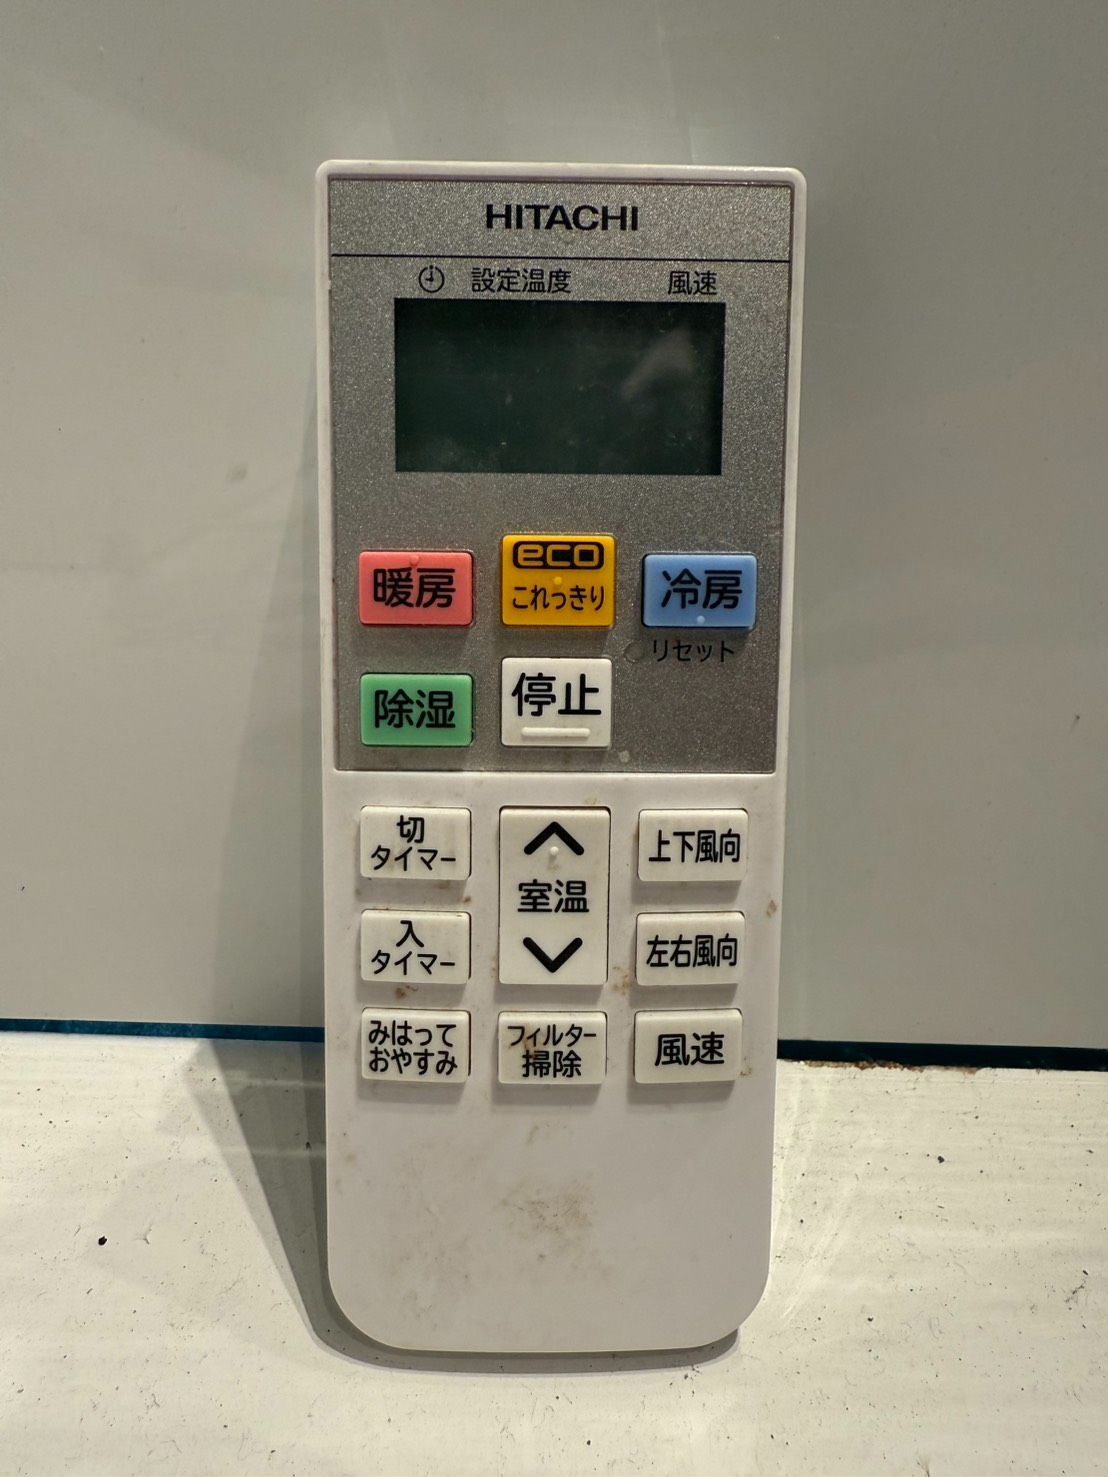 HITACHI
設定温度 風速
暖房 eco これっきり 冷房
リセット
除湿 停止
切
タイマー
室温
上下風向
入
タイマー
左右風向
みはって
おやすみ
フィルター
掃除
風速